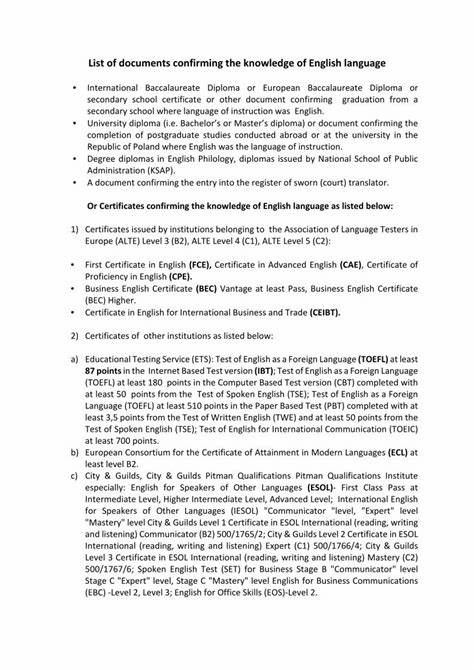 List of documents confirming the knowledge of English language
• International Baccalaureate Diploma or European Baccalaureate Diploma or
secondary school certificate or other document confirming graduation from a
secondary school where language of instruction was English.
• University diploma (i.e. Bachelor's or Master's diploma) or document confirming the
completion of postgraduate studies conducted abroad or at the university in the
Republic of Poland where English was the language of instruction.
• Degree diplomas in English Philology, diplomas issued by National School of Public
Administration (KSAP).
• A document confirming the entry into the register of sworn (court) translator.
Or Certificates confirming the knowledge of English language as listed below:
1) Certificates issued by institutions belonging to the Association of Language Testers in
Europe (ALTE) Level 3 (B2), ALTE Level 4 (C1), ALTE Level 5 (C2):
• First Certificate in English (FCE), Certificate in Advanced English (CAE), Certificate of
Proficiency in English (CPE).
• Business English Certificate (BEC) Vantage at least Pass, Business English Certificate
(BEC) Higher.
• Certificate in English for International Business and Trade (CEIBT).
2) Certificates of other institutions as listed below:
a) Educational Testing Service (ETS): Test of English as a Foreign Language (TOEFL) at least
87 points in the Internet Based Test version (IBT); Test of English as a Foreign Language
(TOEFL) at least 180 points in the Computer Based Test version (CBT) completed with
at least 50 points from the Test of Spoken English (TSE); Test of English as a Foreign
Language (TOEFL) at least 510 points in the Paper Based Test (PBT) completed with at
least 3,5 points from the Test of Written English (TWE) and at least 50 points from the
Test of Spoken English (TSE); Test of English for International Communication (TOEIC)
at least 700 points.
b) European Consortium for the Certificate of Attainment in Modern Languages (ECL) at
least level B2.
c) City & Guilds, City & Guilds Pitman Qualifications Pitman Qualifications Institute
especially: English for Speakers of Other Languages (ESOL)- First Class Pass at
Intermediate Level, Higher Intermediate Level, Advanced Level; International English
for Speakers of Other Languages (IESOL) "Communicator "level, "Expert" level
"Mastery" level City & Guilds Level 1 Certificate in ESOL International (reading, writing
and listening) Communicator (B2) 500/1765/2; City & Guilds Level 2 Certificate in ESOL
International (reading, writing and listening) Expert (C1) 500/1766/4; City & Guilds
Level 3 Certificate in ESOL International (reading, writing and listening) Mastery (C2)
500/1767/6; Spoken English Test (SET) for Business Stage B "Communicator" level
Stage C "Expert" level, Stage C "Mastery" level English for Business Communications
(EBC) -Level 2, Level 3; English for Office Skills (EOS)-Level 2.